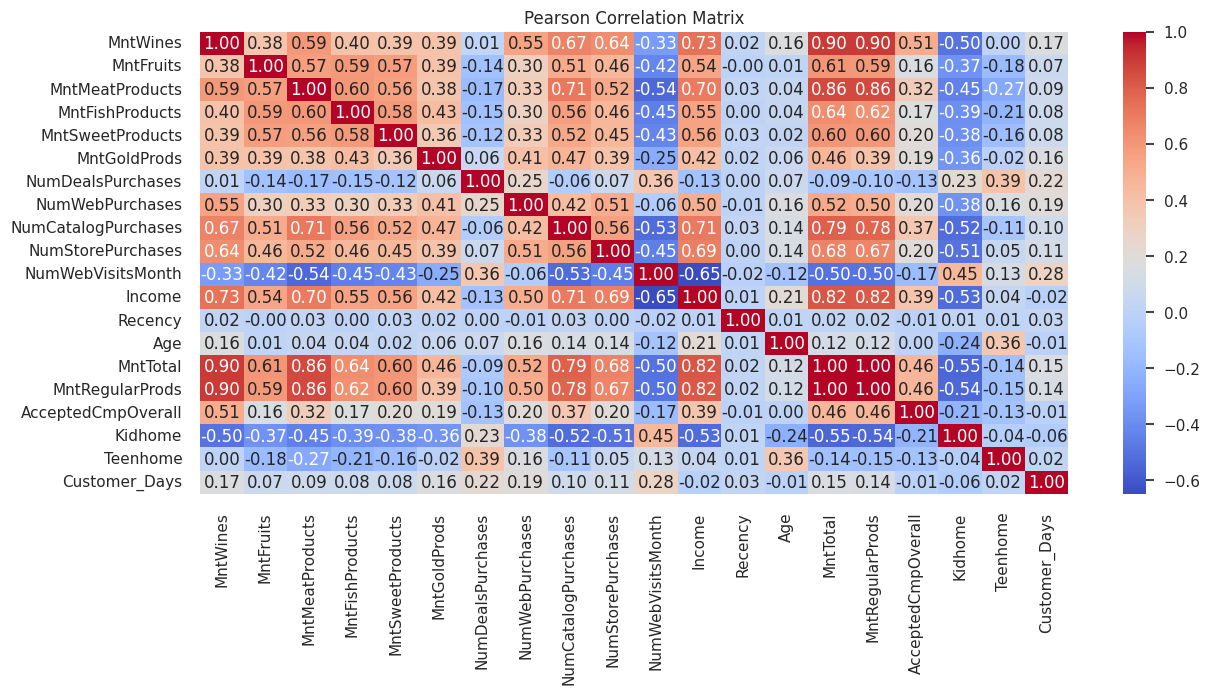 Pearson Correlation Matrix
MntWines 1.00 0.38 0.59 0.40 0.39 0.39 0.01 0.55 0.67 0.64 -0.33 0.73 0.02 0.16 0.90 0.90 0.51 -0.50 0.00 0.17
MntFruits 0.38 1.00 0.57 0.59 0.57 0.39 -0.14 0.30 0.51 0.46 -0.42 0.54 -0.00 0.01 0.61 0.59 0.16 -0.37 -0.18 0.07
MntMeatProducts 0.59 0.57 1.00 0.60 0.56 0.38 -0.17 0.33 0.71 0.52 -0.54 0.70 0.03 0.04 0.86 0.86 0.32 -0.45 -0.27 0.09
MntFishProducts 0.40 0.59 0.60 1.00 0.58 0.43 -0.15 0.30 0.56 0.46 -0.45 0.55 0.00 0.04 0.64 0.62 0.17 -0.39 -0.21 0.08
MntSweetProducts 0.39 0.57 0.56 0.58 1.00 0.36 -0.12 0.33 0.52 0.45 -0.43 0.56 0.03 0.02 0.60 0.60 0.20 -0.38 -0.16 0.08
MntGoldProds 0.39 0.39 0.38 0.43 0.36 1.00 0.06 0.41 0.47 0.39 -0.25 0.42 0.02 0.06 0.46 0.39 0.19 -0.36 -0.02 0.16
NumDealsPurchases 0.01 -0.14 -0.17 -0.15 -0.12 0.06 1.00 0.25 -0.06 0.07 0.36 -0.13 0.00 0.07 -0.09 -0.10 -0.13 0.23 0.39 0.22
NumWebPurchases 0.55 0.30 0.33 0.30 0.33 0.41 0.25 1.00 0.42 0.51 -0.06 0.50 -0.01 0.16 0.52 0.50 0.20 -0.38 0.16 0.19
NumCatalogPurchases 0.67 0.51 0.71 0.56 0.52 0.47 -0.06 0.42 1.00 0.56 -0.53 0.71 0.03 0.14 0.79 0.78 0.37 -0.52 -0.11 0.10
NumStorePurchases 0.64 0.46 0.52 0.46 0.45 0.39 0.07 0.51 0.56 1.00 -0.45 0.69 0.00 0.14 0.68 0.67 0.20 -0.51 0.05 0.11
NumWebVisitsMonth -0.33 -0.42 -0.54 -0.45 -0.43 -0.25 0.36 -0.06 -0.53 -0.45 1.00 -0.65 -0.02 -0.12 -0.50 -0.50 -0.17 0.45 0.13 0.28
Income 0.73 0.54 0.70 0.55 0.56 0.42 -0.13 0.50 0.71 0.69 -0.65 1.00 0.01 0.21 0.82 0.82 0.39 -0.53 0.04 -0.02
Recency 0.02 -0.00 0.03 0.00 0.03 0.02 0.00 -0.01 0.03 0.00 -0.02 0.01 1.00 0.01 0.02 0.02 -0.01 0.01 0.01 0.03
Age 0.16 0.01 0.04 0.04 0.02 0.06 0.07 0.16 0.14 0.14 -0.12 0.21 0.01 1.00 0.12 0.12 0.00 -0.24 0.36 -0.01
MntTotal 0.90 0.61 0.86 0.64 0.60 0.46 -0.09 0.52 0.79 0.68 -0.50 0.82 0.02 0.12 1.00 1.00 0.46 -0.55 -0.14 0.15
MntRegularProds 0.90 0.59 0.86 0.62 0.60 0.39 -0.10 0.50 0.78 0.67 -0.50 0.82 0.02 0.12 1.00 1.00 0.46 -0.54 -0.15 0.14
AcceptedCmpOverall 0.51 0.16 0.32 0.17 0.20 0.19 -0.13 0.20 0.37 0.20 -0.17 0.39 -0.01 0.00 0.46 0.46 1.00 -0.21 -0.13 -0.01
Kidhome -0.50 -0.37 -0.45 -0.39 -0.38 -0.36 0.23 -0.38 -0.52 -0.51 0.45 -0.53 0.01 -0.24 -0.55 -0.54 -0.21 1.00 -0.04 -0.06
Teenhome 0.00 -0.18 -0.27 -0.21 -0.16 -0.02 0.39 0.16 -0.11 0.05 0.13 0.04 0.01 0.36 -0.14 -0.15 -0.13 -0.04 1.00 0.02
Customer_Days 0.17 0.07 0.09 0.08 0.08 0.16 0.22 0.19 0.10 0.11 0.28 -0.02 0.03 -0.01 0.15 0.14 -0.01 -0.06 0.02 1.00
MntWines
MntFruits
MntMeatProducts
MntFishProducts
MntSweetProducts
MntGoldProds
NumDealsPurchases
NumWebPurchases
NumCatalogPurchases
NumStorePurchases
NumWebVisitsMonth
Income
Recency
Age
MntTotal
MntRegularProds
AcceptedCmpOverall
Kidhome
Teenhome
Customer_Days
1.0
0.8
0.6
0.4
0.2
0.0
−0.2
−0.4
−0.6